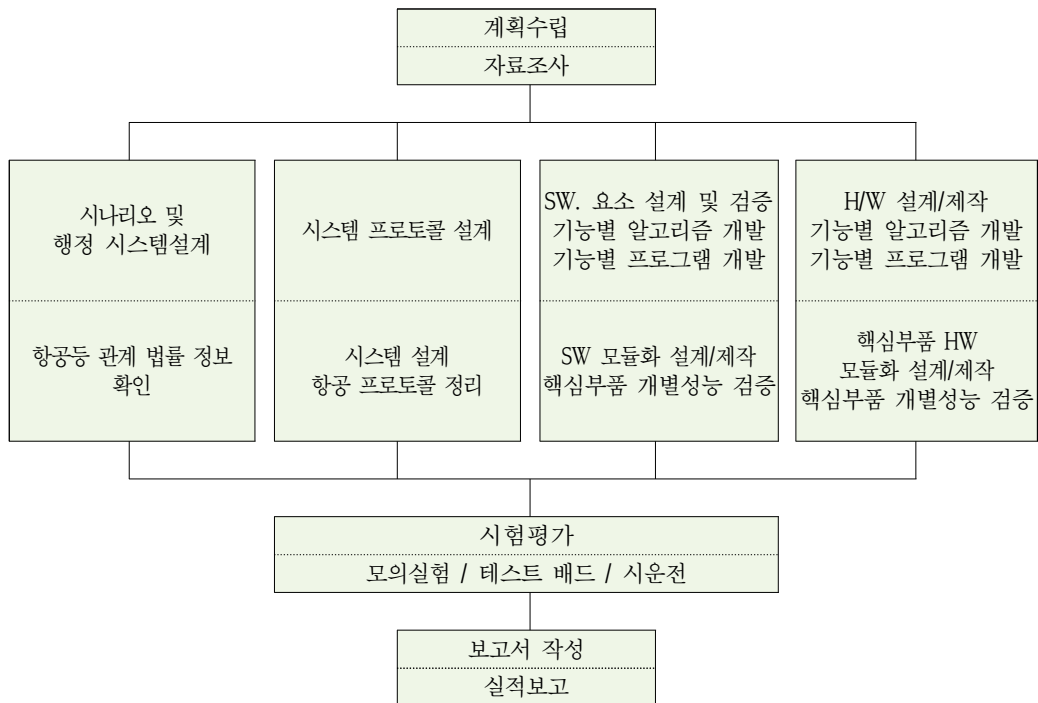 계획수립
자료조사
시나리오 및
행정 시스템설계
항공등 관계 법률 정보
확인
시스템 프로토콜 설계
시스템 설계
항공 프로토콜 정리
SW. 요소 설계 및 검증
기능별 알고리즘 개발
기능별 프로그램 개발
SW 모듈화 설계/제작
핵심부품 개별성능 검증
H/W 설계/제작
기능별 알고리즘 개발
기능별 프로그램 개발
핵심부품 HW
모듈화 설계/제작
핵심부품 개별성능 검증
시험평가
모의실험 / 테스트 배드 / 시운전
보고서 작성
실적보고